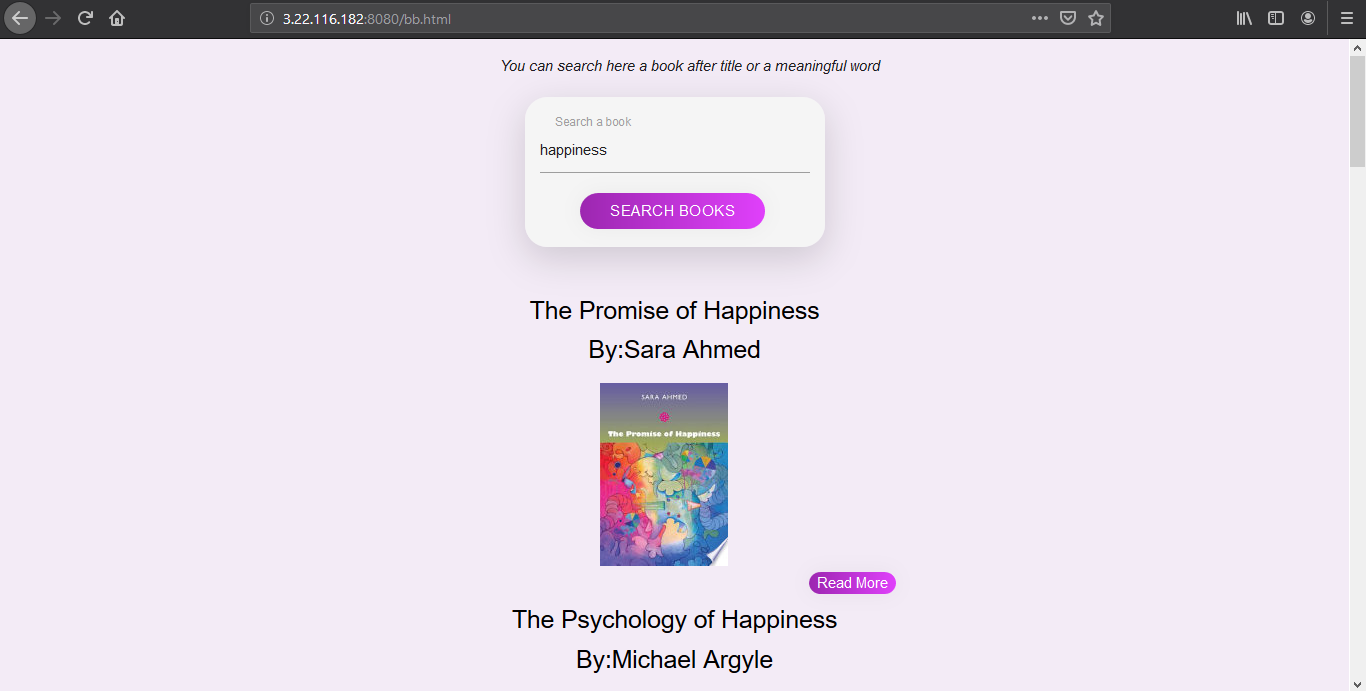 3.22.116.182:8080/bb.html
You can search here a book after title or a meaningful word
Search a book
happiness
SEARCH BOOKS
The Promise of Happiness
By:Sara Ahmed
SARA AHMED
The Promise of Happiness
Read More
The Psychology of Happiness
By:Michael Argyle